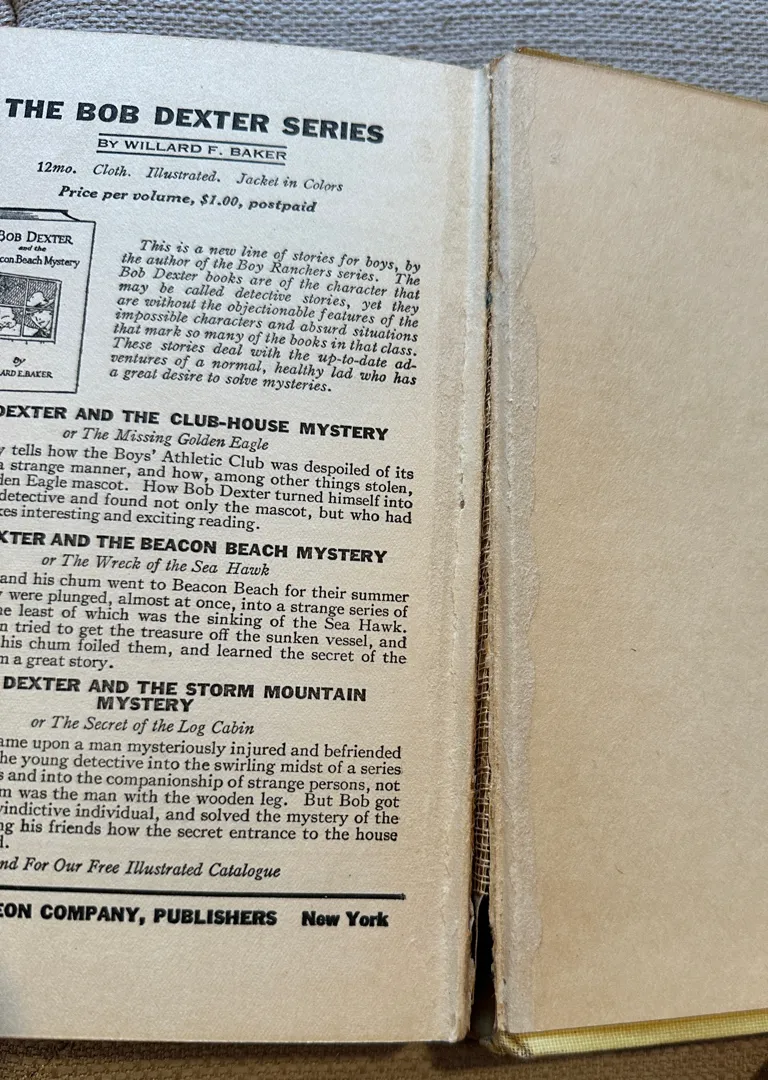 THE BOB DEXTER SERIES
BY WILLARD F. BAKER
12mo. Cloth. Illustrated. Jacket in Colors
Price per volume, $1.00, postpaid
BOB DEXTER
and the
con Beach Mystery
By
ARD F. BAKER
This is a new line of stories for boys, by
the author of the Boy Ranchers series. The
Bob Dexter books are of the character that
may be called detective stories, yet they
are without the objectionable features of the
impossible characters and absurd situations
that mark so many of the books in that class.
These stories deal with the up-to-date ad-
ventures of a normal, healthy lad who has
a great desire to solve mysteries.
DEXTER AND THE CLUB-HOUSE MYSTERY
or The Missing Golden Eagle
y tells how the Boys' Athletic Club was despoiled of its
a strange manner, and how, among other things stolen,
den Eagle mascot. How Bob Dexter turned himself into
detective and found not only the mascot, but who had
kes interesting and exciting reading.
XTER AND THE BEACON BEACH MYSTERY
or The Wreck of the Sea Hawk
and his chum went to Beacon Beach for their summer
y were plunged, almost at once, into a strange series of
he least of which was the sinking of the Sea Hawk.
n tried to get the treasure off the sunken vessel, and
his chum foiled them, and learned the secret of the
m a great story.
DEXTER AND THE STORM MOUNTAIN
MYSTERY
or The Secret of the Log Cabin
ame upon a man mysteriously injured and befriended
he young detective into the swirling midst of a series
s and into the companionship of strange persons, not
m was the man with the wooden leg. But Bob got
vindictive individual, and solved the mystery of the
ng his friends how the secret entrance to the house
d.
nd For Our Free Illustrated Catalogue
EON COMPANY, PUBLISHERS New York